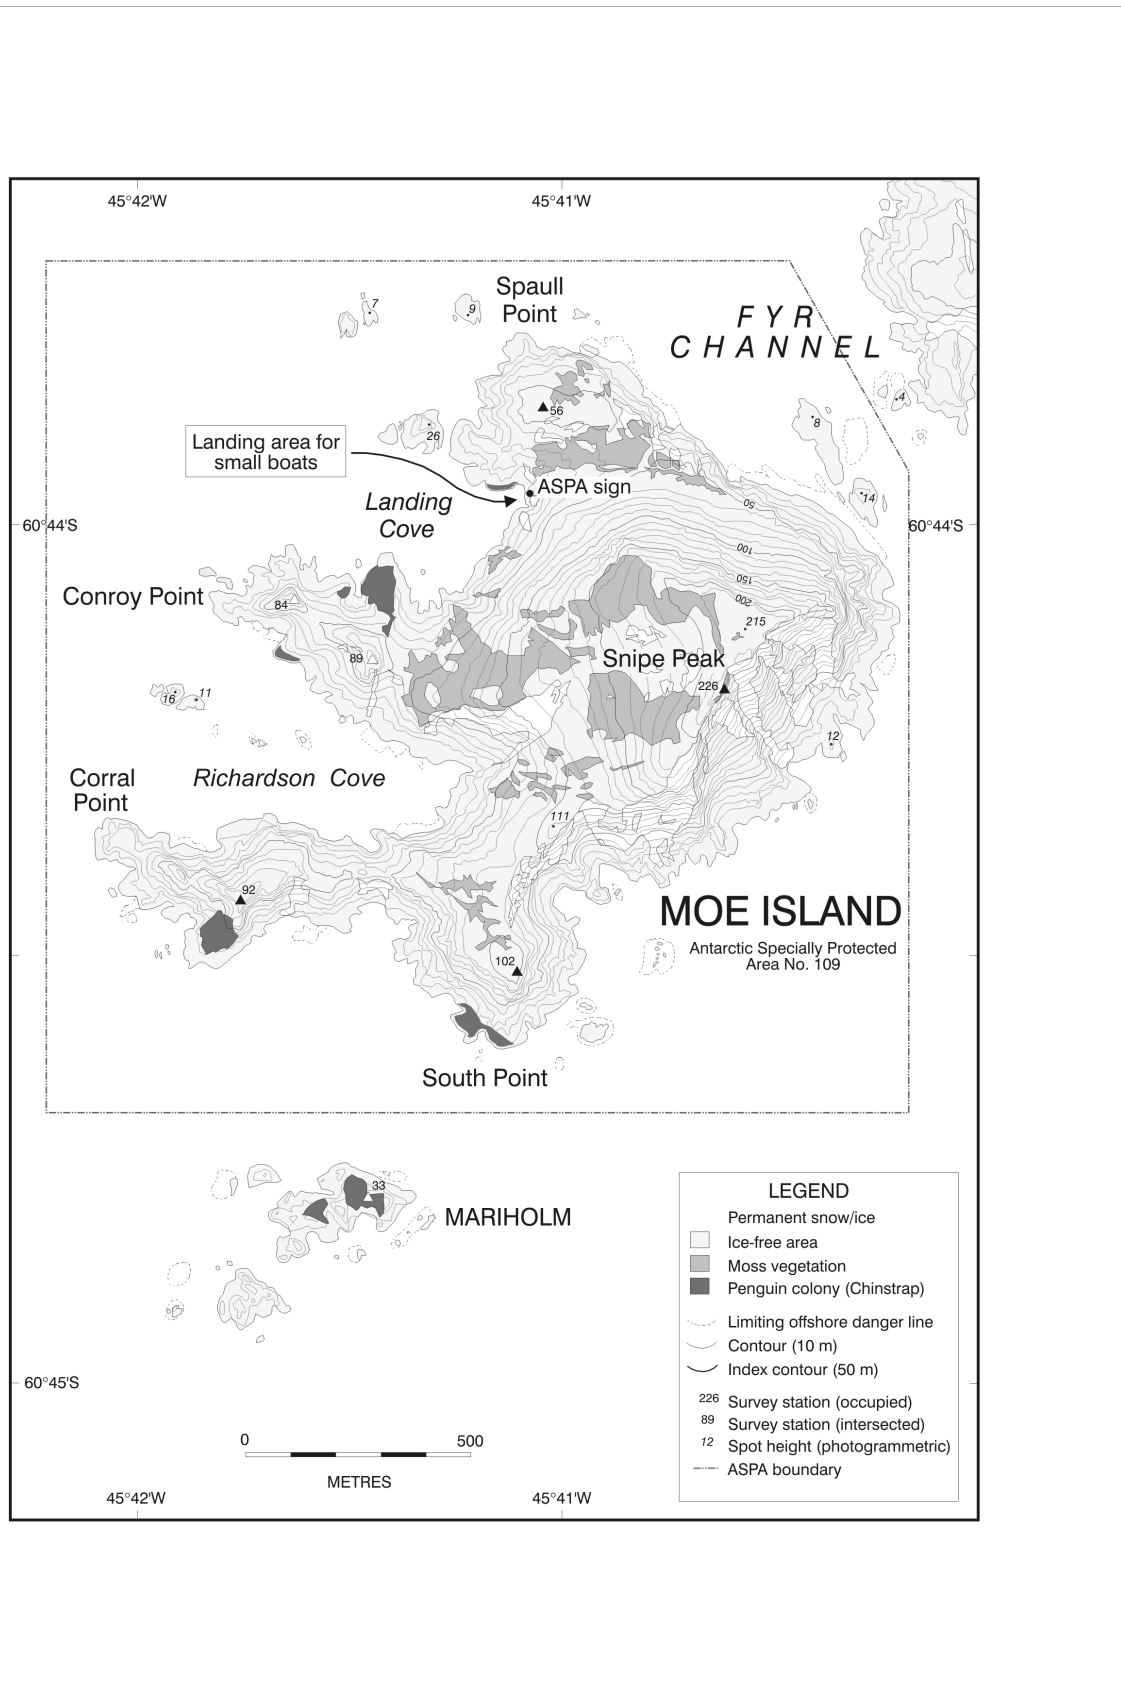 45°42'W
45°41'W
Spaull
Point
FYR
CHANNEL
7
9
4
8
56
26
Landing area for
small boats
ASPA sign
Landing
Cove
14
50
60°44'S
60°44'S
100
150
200
Conroy Point
84
215
89
Snipe Peak
226
16
11
12
Corral
Point
Richardson Cove
111
92
MOE ISLAND
Antarctic Specially Protected
Area No. 109
102
South Point
33
MARIHOLM
LEGEND
Permanent snow/ice
Ice-free area
Moss vegetation
Penguin colony (Chinstrap)
Limiting offshore danger line
Contour (10 m)
Index contour (50 m)
226 Survey station (occupied)
89 Survey station (intersected)
12 Spot height (photogrammetric)
ASPA boundary
60°45'S
0 500
METRES
45°42'W
45°41'W